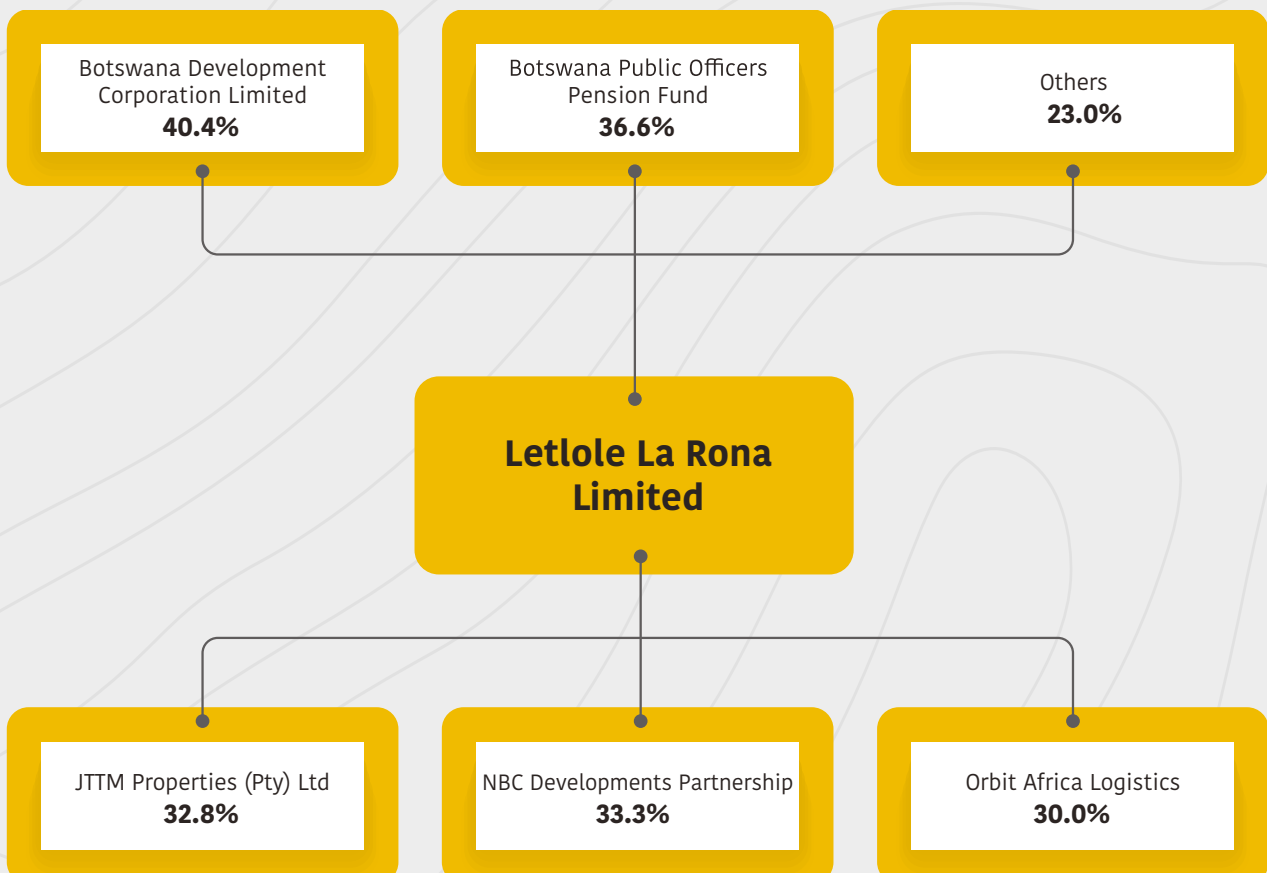 Botswana Development
Corporation Limited
40.4%
Botswana Public Officers
Pension Fund
36.6%
Others
23.0%
Letlole La Rona
Limited
JTTM Properties (Pty) Ltd
32.8%
NBC Developments Partnership
33.3%
Orbit Africa Logistics
30.0%